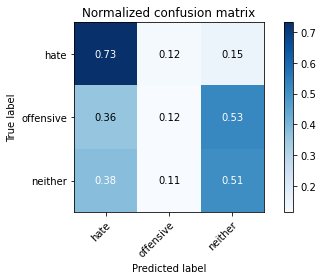 Normalized confusion matrix
True label
hate 0.73 0.12 0.15
offensive 0.36 0.12 0.53
neither 0.38 0.11 0.51
hate offensive neither
Predicted label
0.7
0.6
0.5
0.4
0.3
0.2